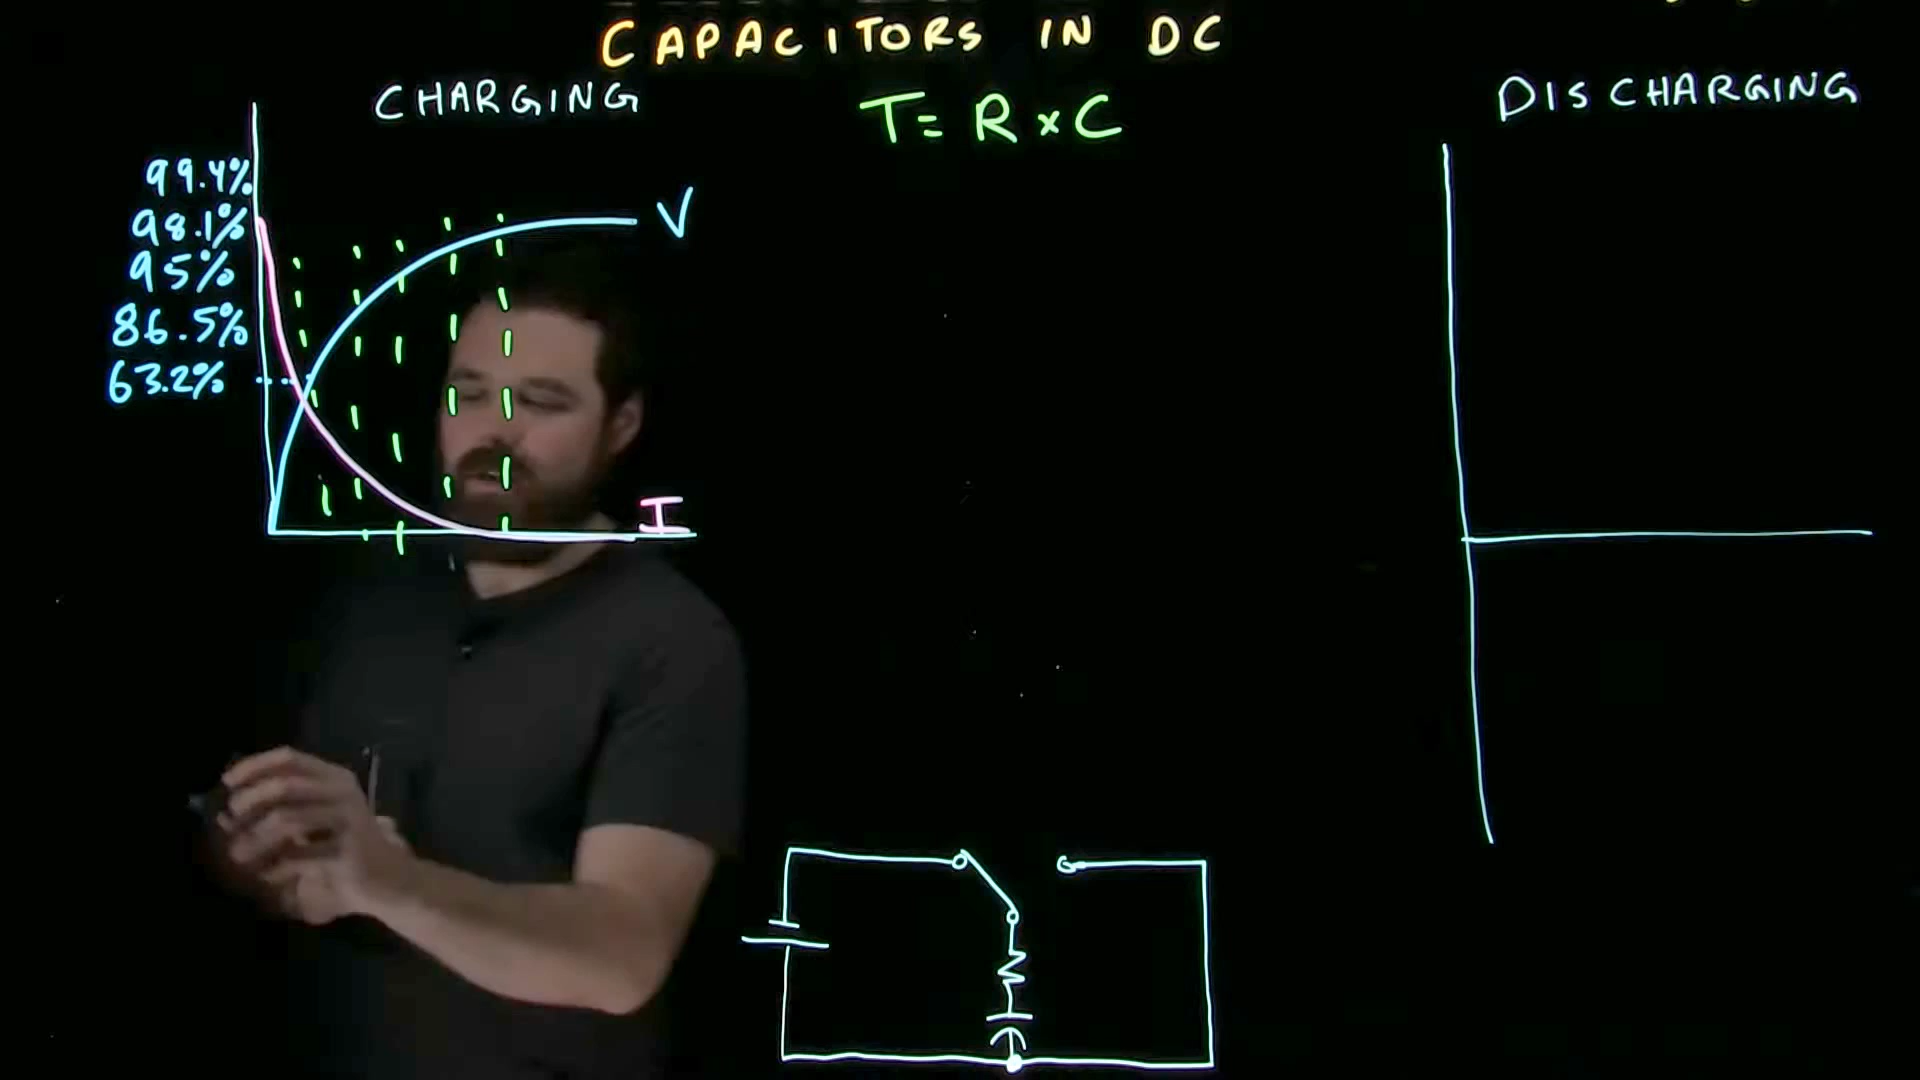 CAPACITORS IN DC
CHARGING
T= R × C
DISCHARGING
99.4%
98.1%
95%
86.5%
63.2%
V
I